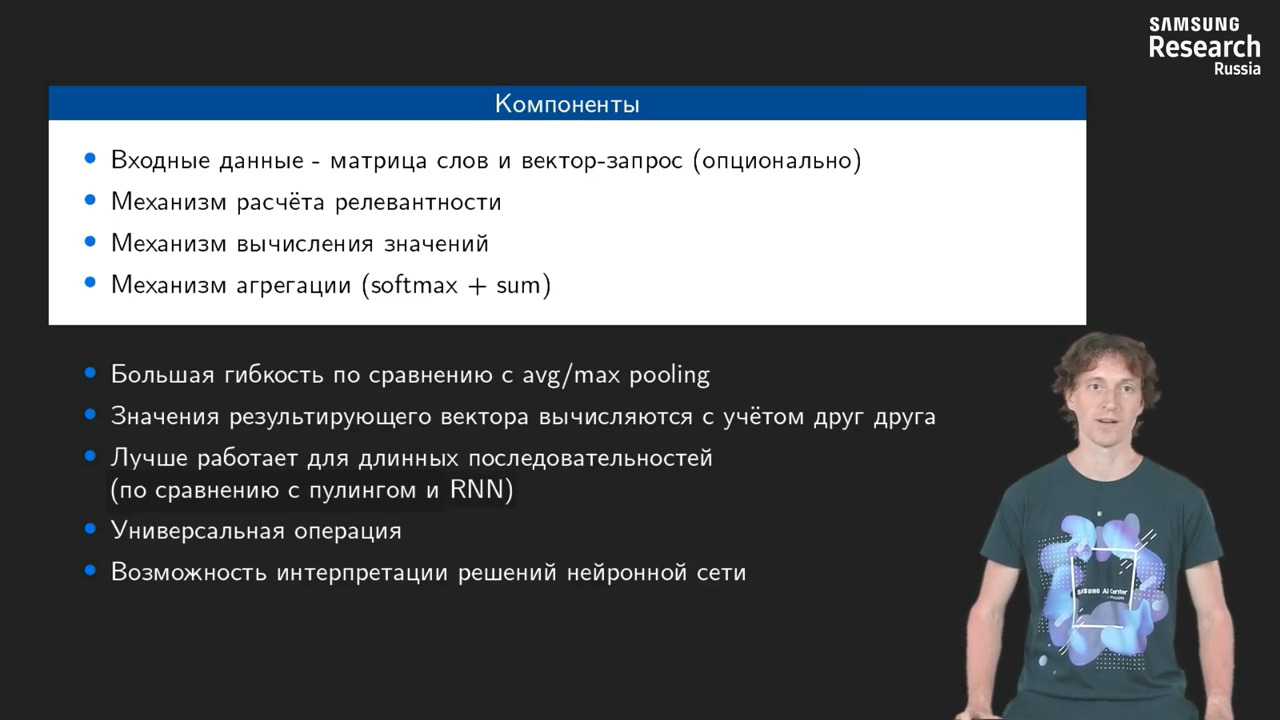 SAMSUNG
Research
Russia
Компоненты
Входные данные - матрица слов и вектор-запрос (опционально)
Механизм расчёта релевантности
Механизм вычисления значений
Механизм агрегации (softmax + sum)
Большая гибкость по сравнению с avg/max pooling
Значения результирующего вектора вычисляются с учётом друг друга
Лучше работает для длинных последовательностей
(по сравнению с пулингом и RNN)
Универсальная операция
Возможность интерпретации решений нейронной сети
SAMSUNG AI Center